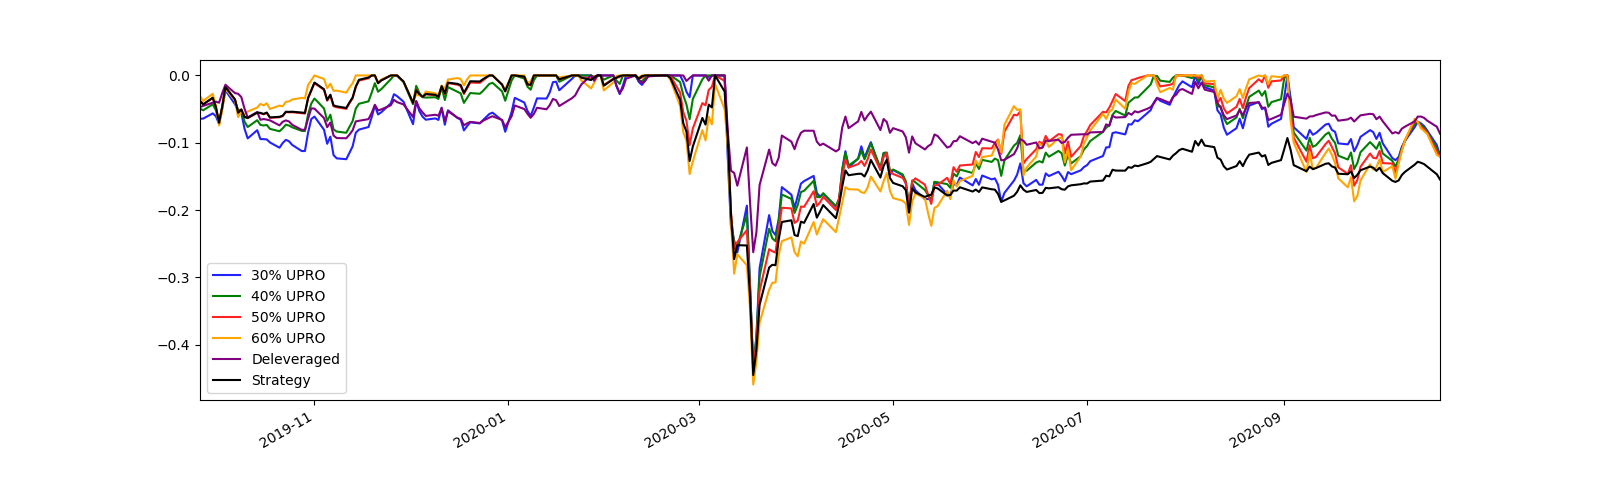 0.0
−0.1
−0.2
−0.3
−0.4
30% UPRO
40% UPRO
50% UPRO
60% UPRO
Deleveraged
Strategy
2019-11
2020-01
2020-03
2020-05
2020-07
2020-09